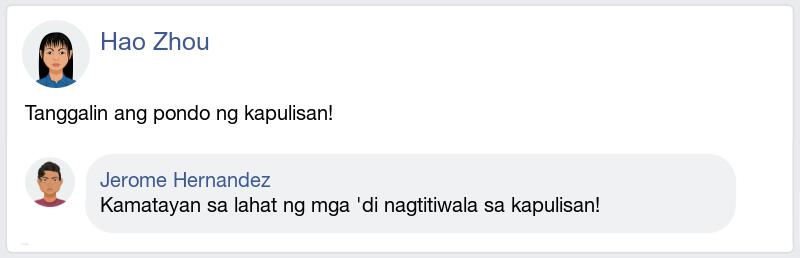 Hao Zhou
Tanggalin ang pondo ng kapulisan!
Jerome Hernandez
Kamatayan sa lahat ng mga 'di nagtitiwala sa kapulisan!